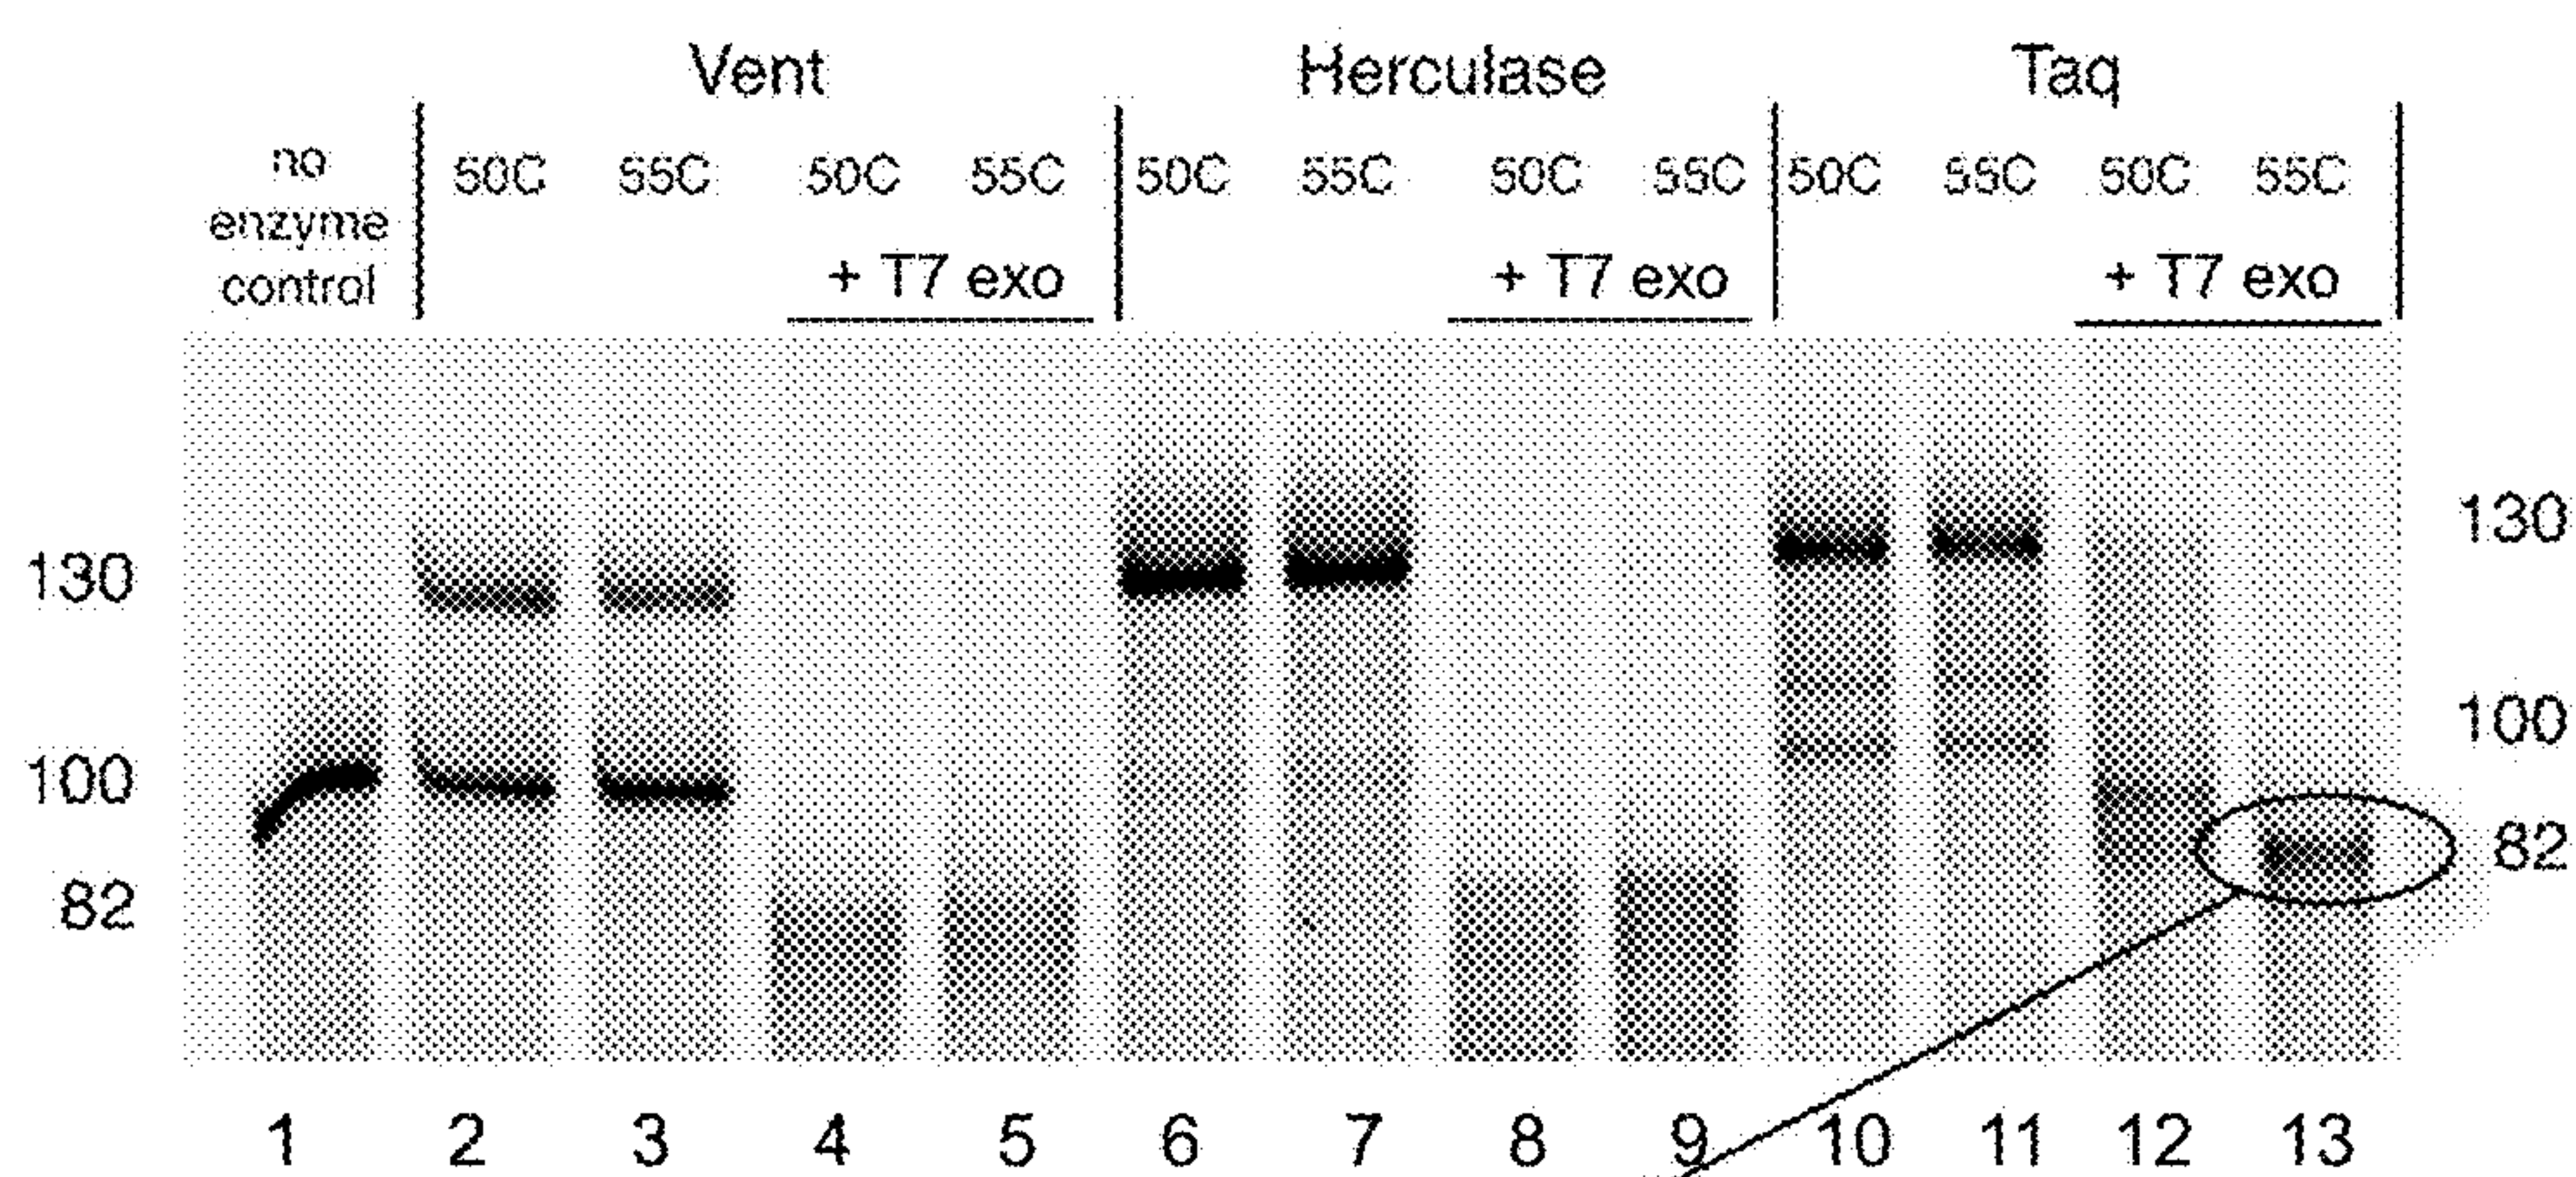 Vent Herculase Taq
no enzyme control
50C 55C 50C 55C 50C 55C 50C 55C 50C 55C 50C 55C
+ T7 exo + T7 exo + T7 exo
130 130
100 100
82 82
1 2 3 4 5 6 7 8 9 10 11 12 13